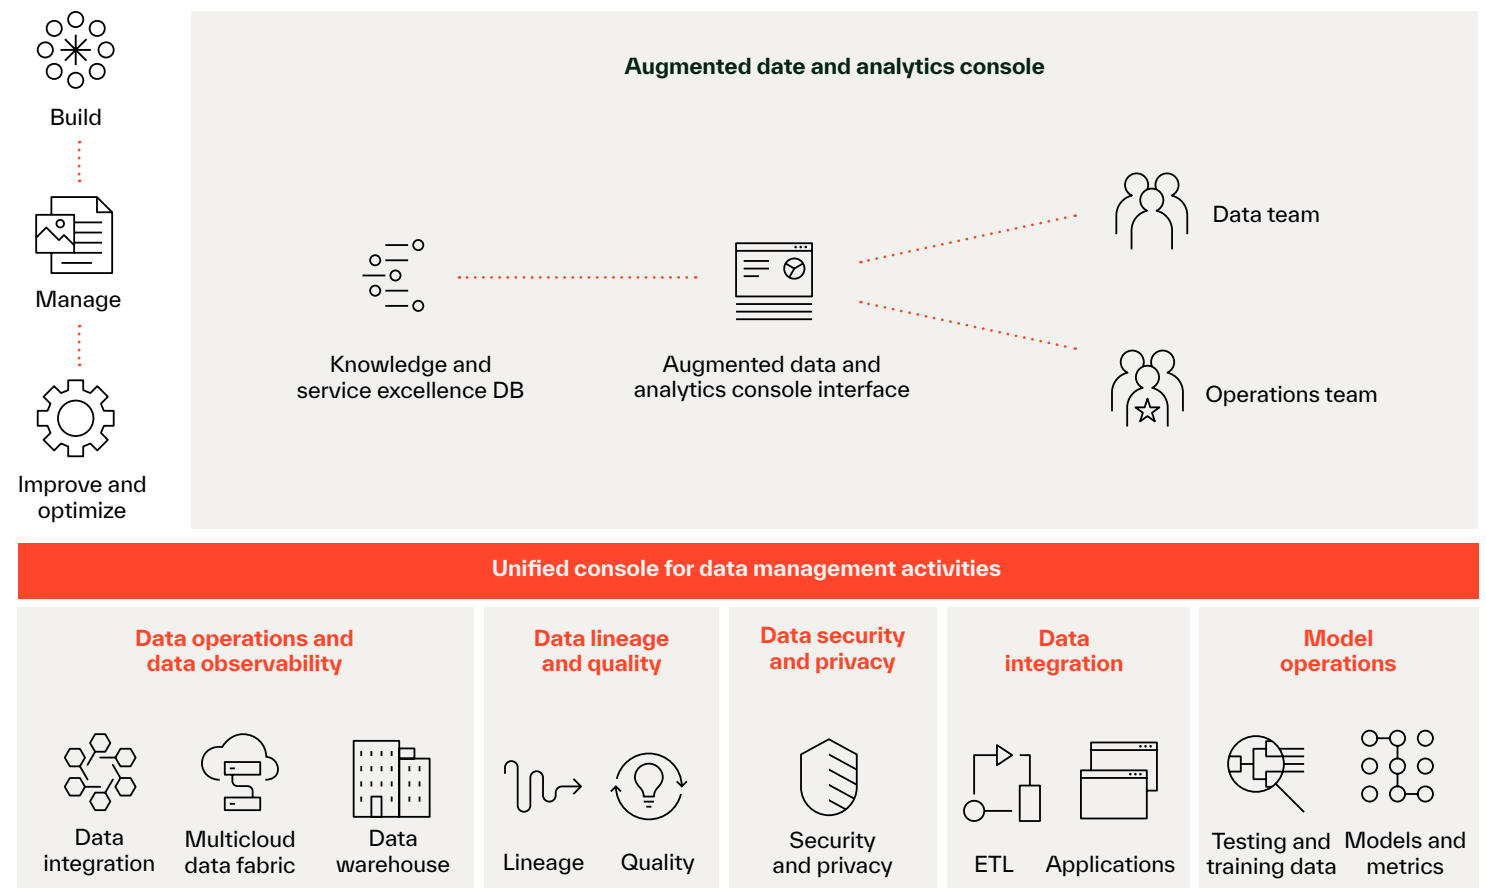 Build
Manage
Improve and
optimize
Augmented date and analytics console
Knowledge and
service excellence DB
Augmented data and
analytics console interface
Data team
Operations team
Unified console for data management activities
Data operations and
data observability
Data
integration
Multicloud
data fabric
Data
warehouse
Data lineage
and quality
Lineage
Quality
Data security
and privacy
Security
and privacy
Data
integration
ETL
Applications
Model
operations
Testing and
training data
Models and
metrics